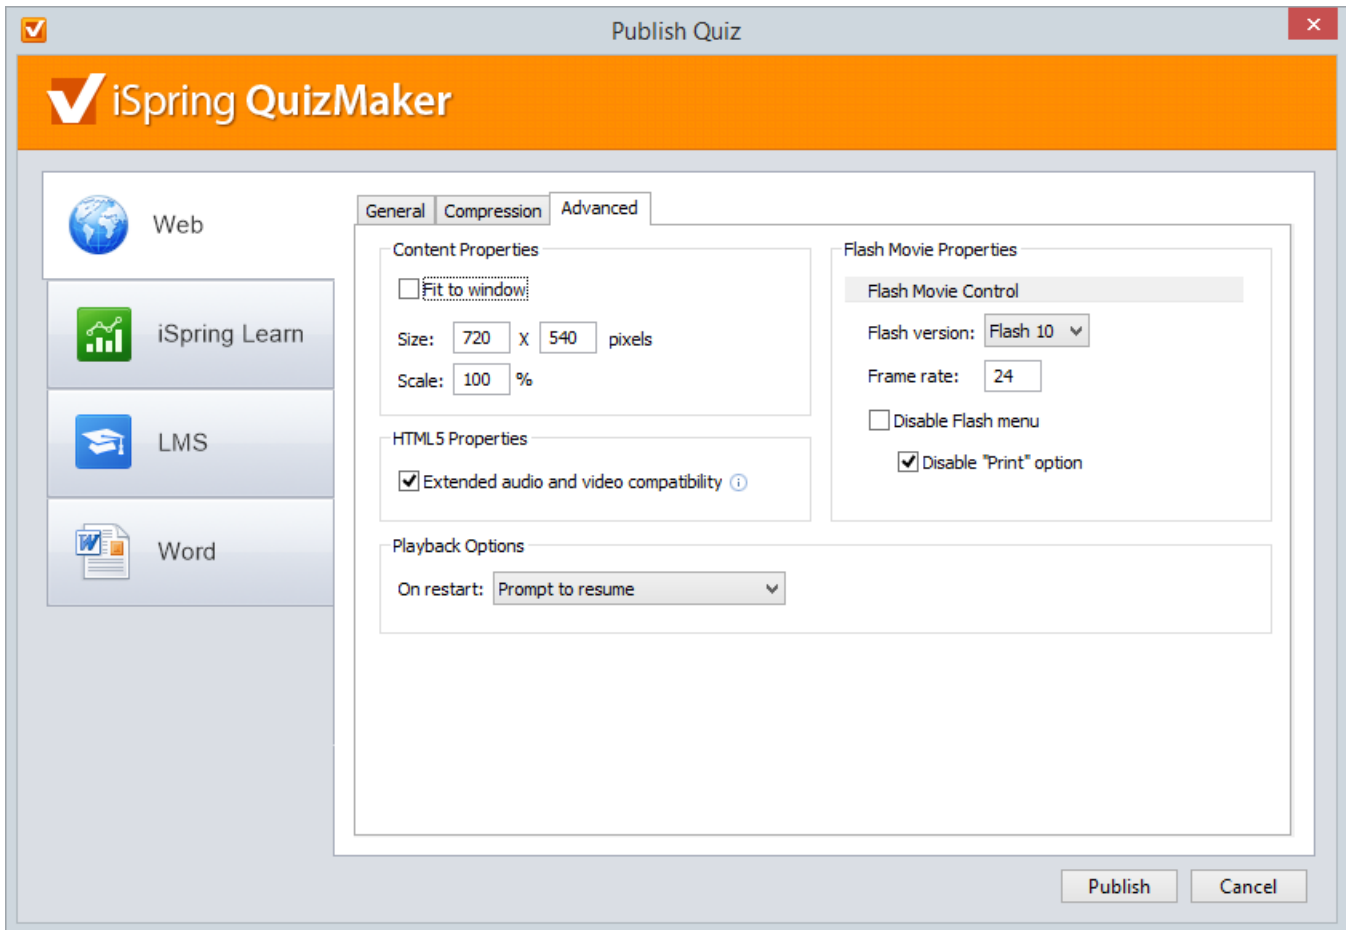 Publish Quiz
iSpring QuizMaker
Web
iSpring Learn
LMS
Word
General Compression Advanced
Content Properties
Fit to window
Size: 720 X 540 pixels
Scale: 100 %
HTML5 Properties
Extended audio and video compatibility
Flash Movie Properties
Flash Movie Control
Flash version: Flash 10
Frame rate: 24
Disable Flash menu
Disable "Print" option
Playback Options
On restart: Prompt to resume
Publish Cancel